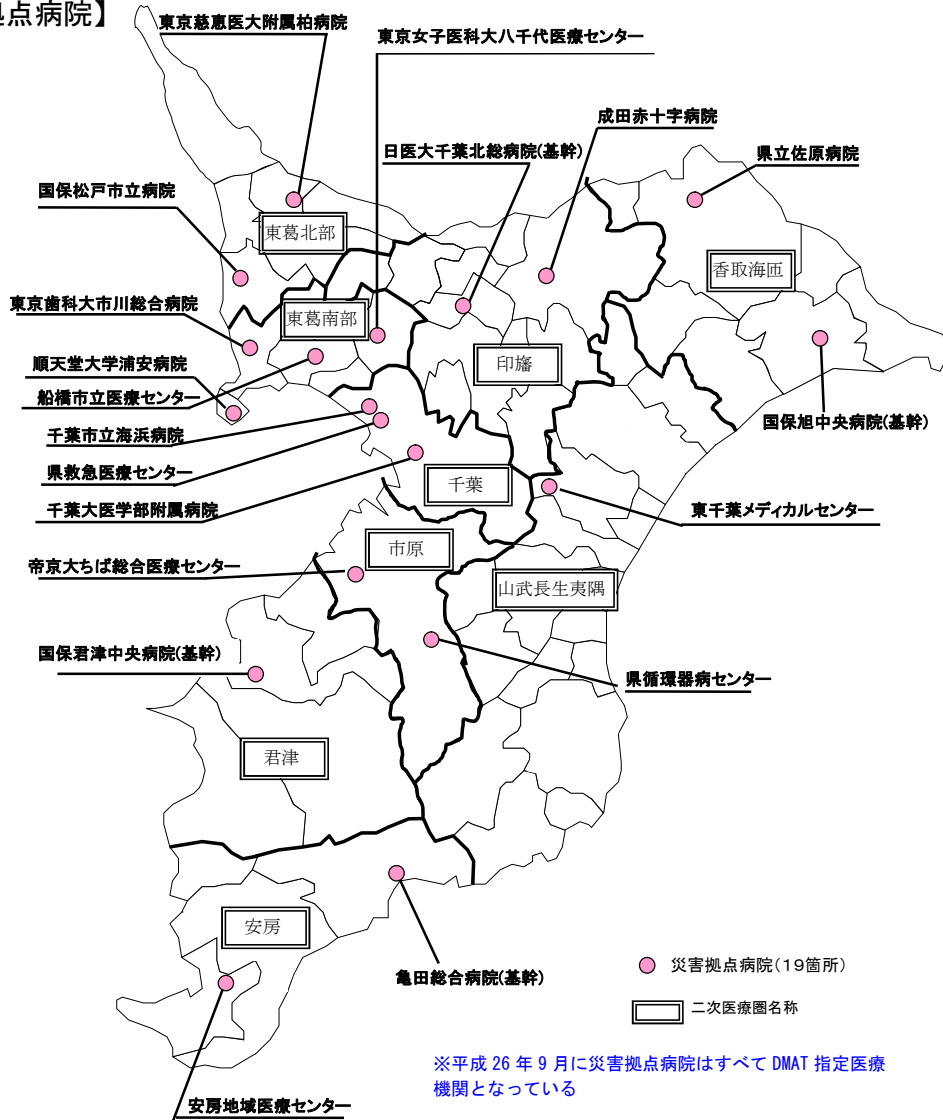 拠点病院】
東京慈恵医大附属柏病院
東京女子医科大八千代医療センター
成田赤十字病院
日医大千葉北総病院(基幹)
県立佐原病院
国保松戸市立病院
東葛北部
香取海匝
東京歯科大市川総合病院
東葛南部
印旛
順天堂大学浦安病院
船橋市立医療センター
国保旭中央病院(基幹)
千葉市立海浜病院
県救急医療センター
千葉
千葉大医学部附属病院
東千葉メディカルセンター
市原
帝京大ちば総合医療センター
山武長生夷隅
国保君津中央病院(基幹)
県循環器病センター
君津
安房
亀田総合病院(基幹)
災害拠点病院(19箇所)
二次医療圏名称
※平成 26 年 9 月に災害拠点病院はすべて DMAT 指定医療
機関となっている
安房地域医療センター